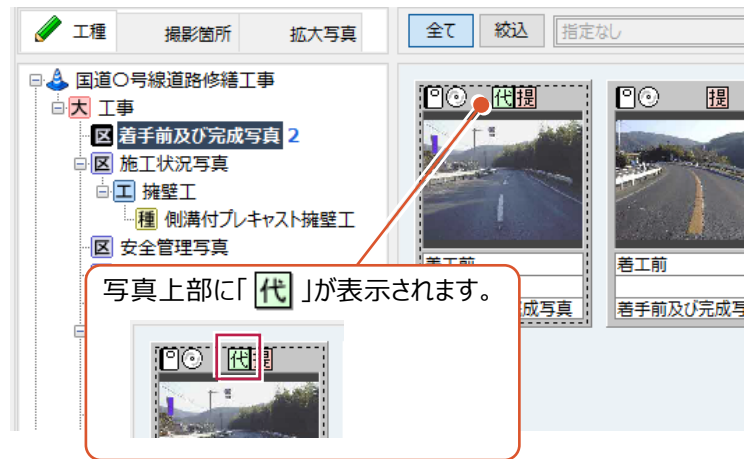 工種 撮影箇所 拡大写真 全て 絞込 指定なし
国道〇号線道路修繕工事
大 工事
区 着手前及び完成写真 2
区 施工状況写真
工 擁壁工
種 側溝付プレキャスト擁壁工
区 安全管理写真
代 提
着工前
成写真
提
着工前
着手前及び完成写
写真上部に「代」が表示されます。
代 提